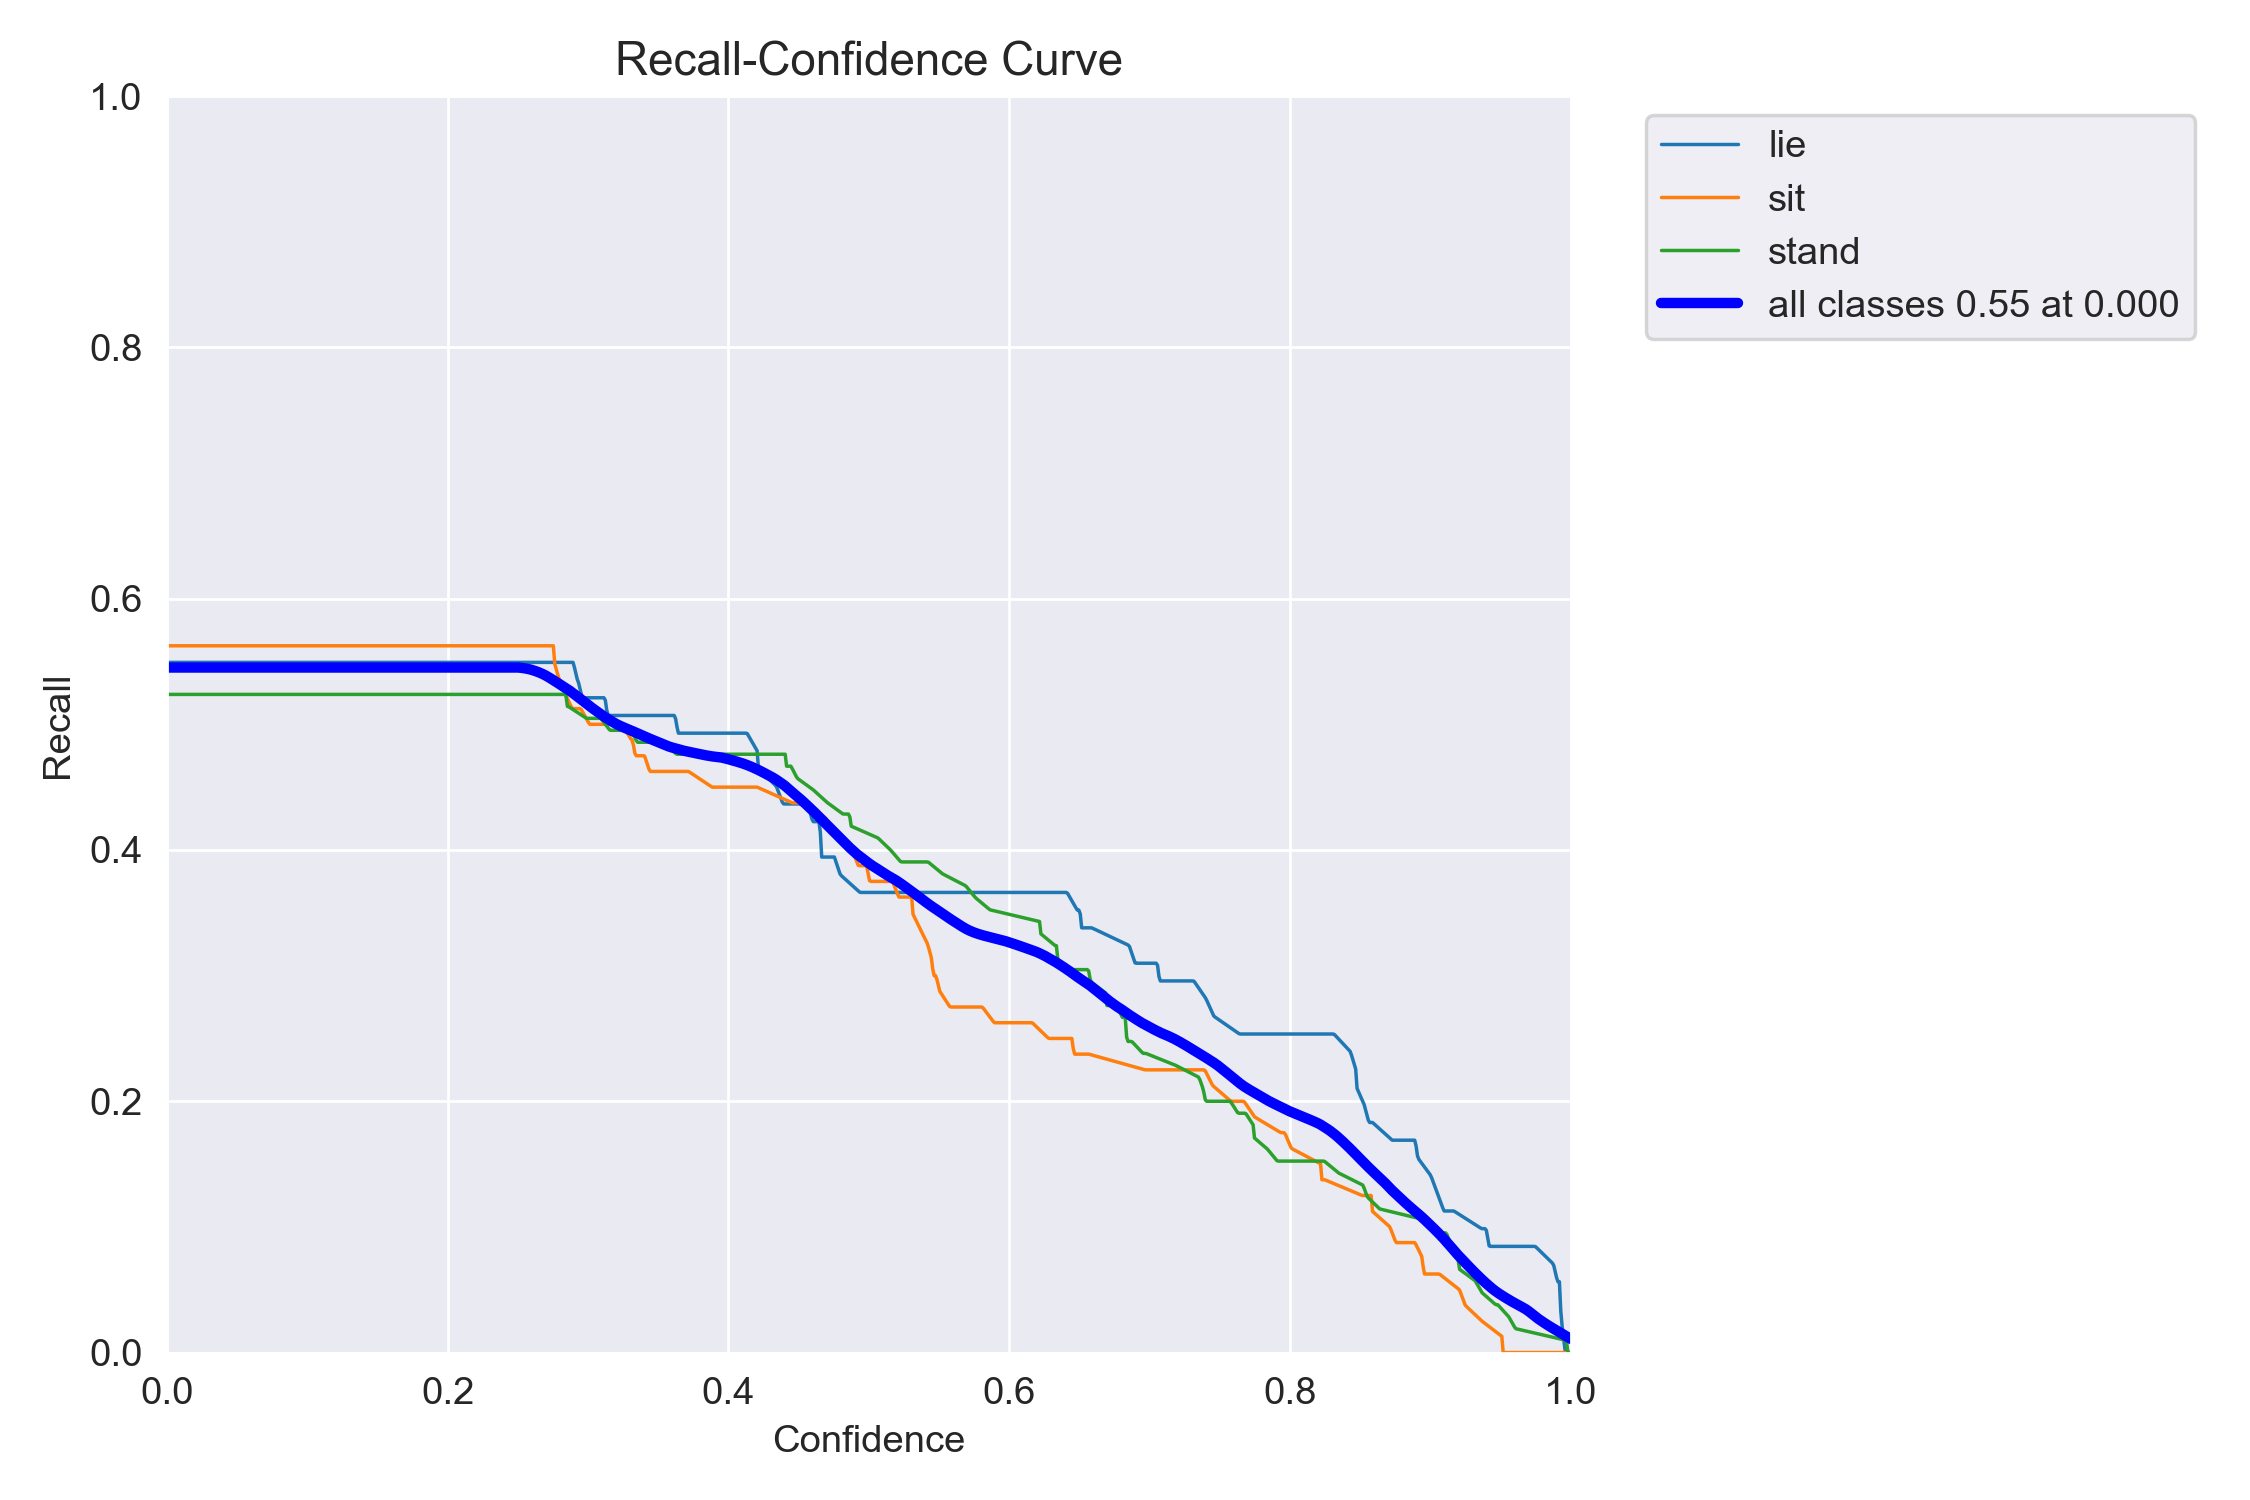 Recall-Confidence Curve
1.0
0.8
0.6
0.4
0.2
0.0
Recall
0.0 0.2 0.4 0.6 0.8 1.0
Confidence
lie
sit
stand
all classes 0.55 at 0.000